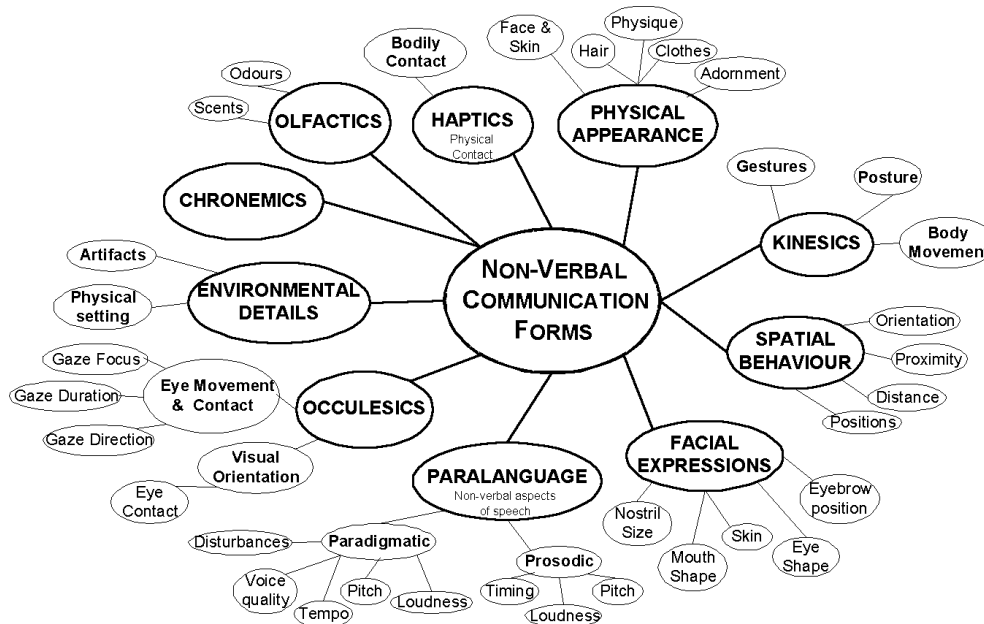 Physique
Face &
Skin
Hair
Clothes
Adornment
PHYSICAL
APPEARANCE
Bodily
Contact
HAPTICS
Physical
Contact
Odours
Scents
OLFACTICS
CHRONEMICS
Gestures
Posture
Body
Movement
KINESICS
NON-VERBAL
COMMUNICATION
FORMS
Artifacts
Physical
setting
ENVIRONMENTAL
DETAILS
SPATIAL
BEHAVIOUR
Orientation
Proximity
Distance
Positions
Gaze Focus
Gaze Duration
Gaze Direction
Eye Movement
& Contact
OCCULESICS
Visual
Orientation
Eye
Contact
PARALANGUAGE
Non-verbal aspects
of speech
Disturbances
Paradigmatic
Voice
quality
Tempo
Pitch
Loudness
Prosodic
Timing
Loudness
Pitch
FACIAL
EXPRESSIONS
Nostril
Size
Mouth
Shape
Skin
Eye
Shape
Eyebrow
position